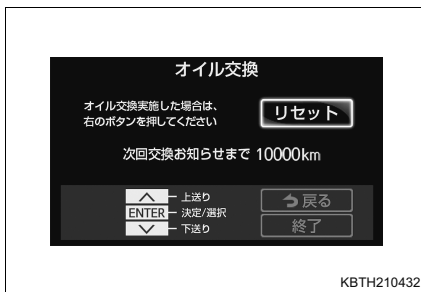 オイル交換
オイル交換実施した場合は、
右のボタンを押してください
リセット
次回交換お知らせまで 10000km
上送り
ENTER 決定/選択
下送り
戻る
終了
KBTH210432